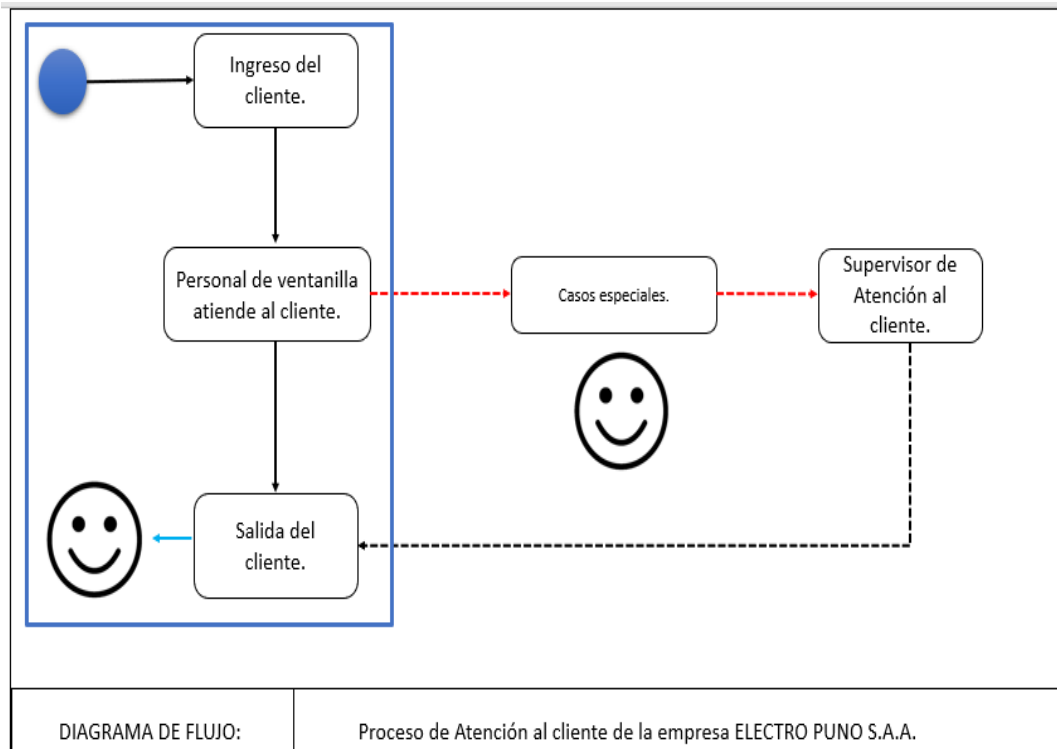 Ingreso del
cliente.
Personal de ventanilla
atiende al cliente.
Casos especiales.
Supervisor de
Atención al
cliente.
Salida del
cliente.
DIAGRAMA DE FLUJO:
Proceso de Atención al cliente de la empresa ELECTRO PUNO S.A.A.